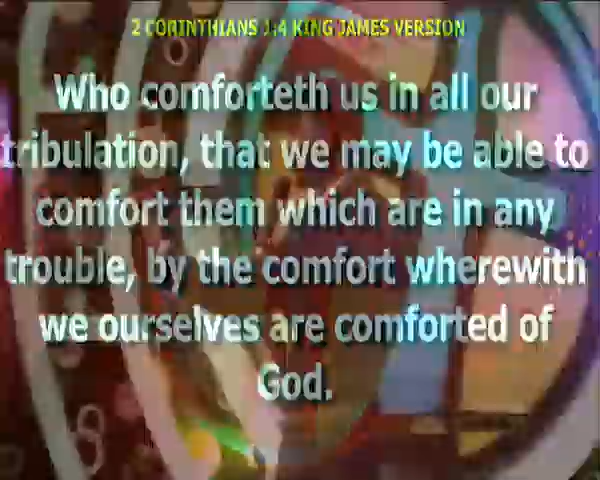 2 CORINTHIANS 1:4 KING JAMES VERSION
Who comforteth us in all our
tribulation, that we may be able to
comfort them which are in any
trouble, by the comfort wherewith
we ourselves are comforted of
God.